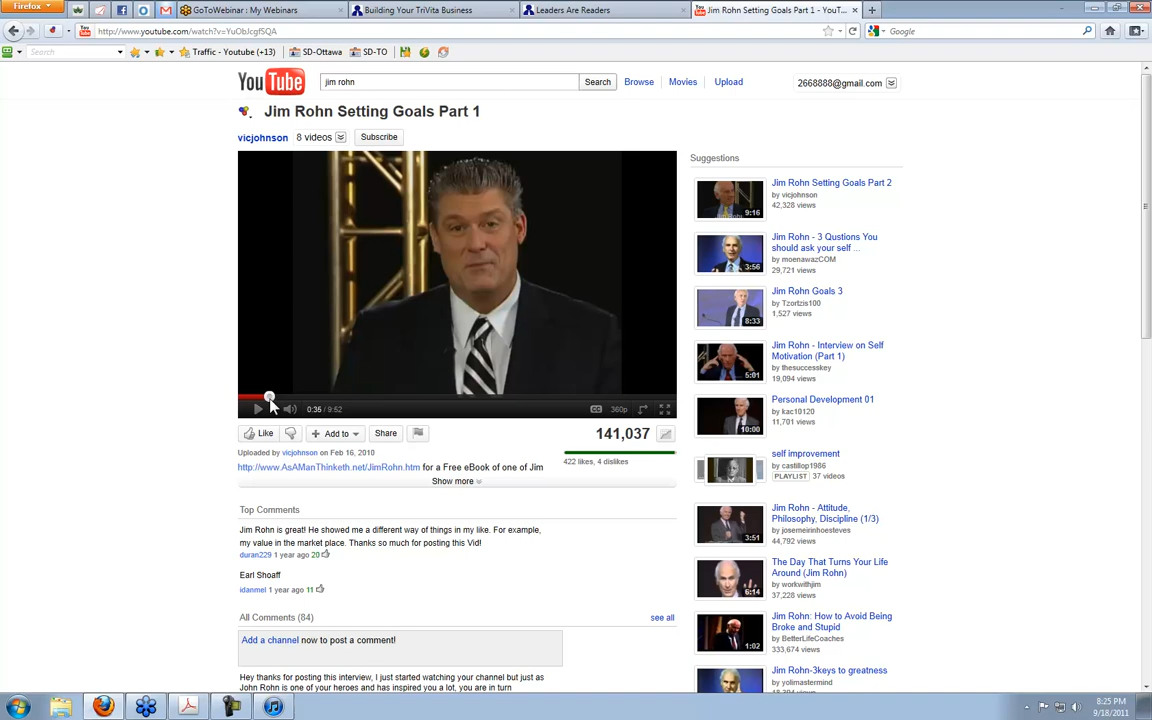 Firefox
GoToWebinar : My Webinars
Building Your TriVita Business
Leaders Are Readers
Jim Rohn Setting Goals Part 1 - YouT...
http://www.youtube.com/watch?v=YuObJcgfSQA
Google
Search
Traffic - Youtube (+13)
SD-Ottawa
SD-TO
You Tube
jim rohn
Search
Browse
Movies
Upload
2668888@gmail.com
Jim Rohn Setting Goals Part 1
vicjohnson
8 videos
Subscribe
0:35 / 9:52
CC
360p
Like
Add to
Share
141,037
Uploaded by vicjohnson on Feb 16, 2010
422 likes, 4 dislikes
http://www.AsAManThinketh.net/JimRohn.htm for a Free eBook of one of Jim
Show more
Top Comments
Jim Rohn is great! He showed me a different way of things in my like. For example,
my value in the market place. Thanks so much for posting this Vid!
duran229 1 year ago 20
Earl Shoaff
idanmel 1 year ago 11
All Comments (84)
see all
Add a channel now to post a comment!
Hey thanks for posting this interview, I just started watching your channel but just as
John Rohn is one of your heroes and has inspired you a lot, you are in turn
Suggestions
Jim Rohn Setting Goals Part 2
by vicjohnson
42,328 views
9:16
Jim Rohn - 3 Qustions You
should ask your self ...
by moenawazCOM
29,721 views
3:56
Jim Rohn Goals 3
by Tzortzis100
1,527 views
8:33
Jim Rohn - Interview on Self
Motivation (Part 1)
by thesuccesskey
19,094 views
5:01
Personal Development 01
by kac10120
11,701 views
10:00
self improvement
by castillop1986
PLAYLIST 37 videos
Jim Rohn - Attitude,
Philosophy, Discipline (1/3)
by josemeirinhoesteves
44,792 views
3:51
The Day That Turns Your Life
Around (Jim Rohn)
by workwithjim
37,228 views
6:14
Jim Rohn: How to Avoid Being
Broke and Stupid
by BetterLifeCoaches
333,674 views
1:02
Jim Rohn-3keys to greatness
by yolimastermind
8:25 PM
9/18/2011